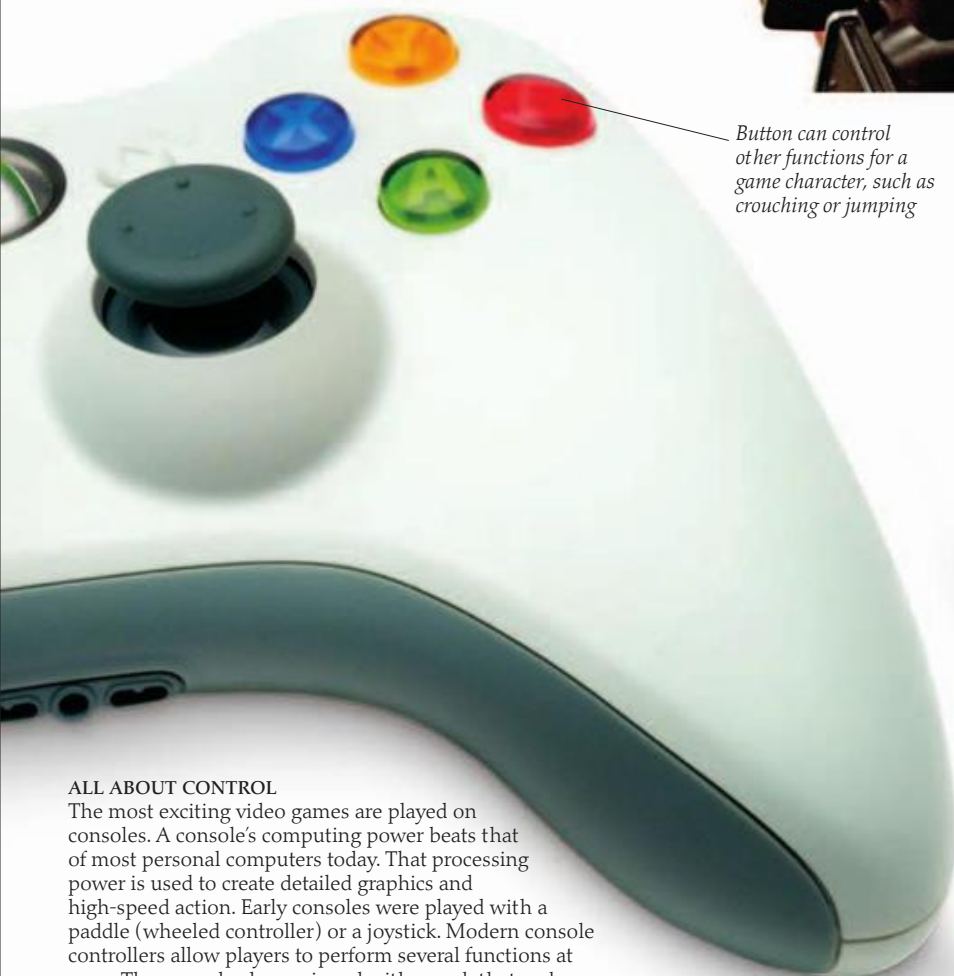 Button can control
other functions for a
game character, such as
crouching or jumping
A
ALL ABOUT CONTROL
The most exciting video games are played on
consoles. A console's computing power beats that
of most personal computers today. That processing
power is used to create detailed graphics and
high-speed action. Early consoles were played with a
paddle (wheeled controller) or a joystick. Modern console
controllers allow players to perform several functions at